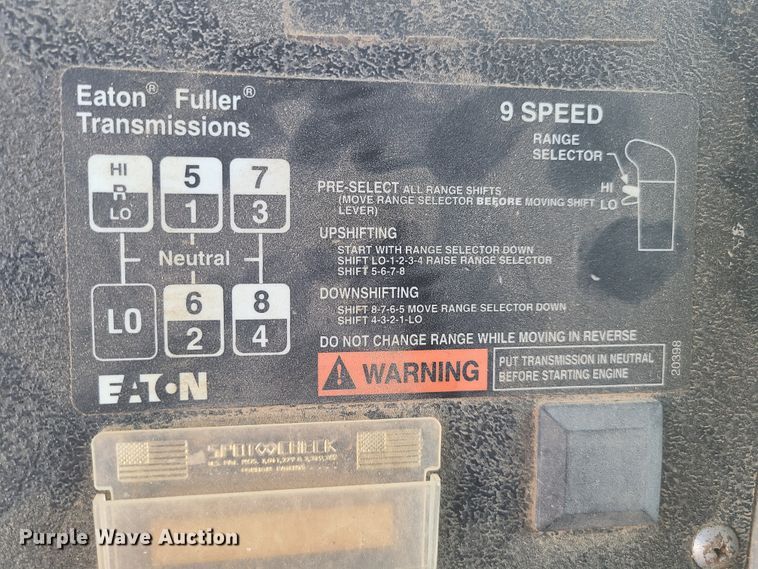 Eaton® Fuller®
Transmissions
9 SPEED
RANGE
SELECTOR
HI
LO
HI
R
LO
5
1
7
3
Neutral
LO
6
2
8
4
PRE-SELECT ALL RANGE SHIFTS
(MOVE RANGE SELECTOR BEFORE MOVING SHIFT
LEVER)
UPSHIFTING
START WITH RANGE SELECTOR DOWN
SHIFT LO-1-2-3-4 RAISE RANGE SELECTOR
SHIFT 5-6-7-8
DOWNSHIFTING
SHIFT 8-7-6-5 MOVE RANGE SELECTOR DOWN
SHIFT 4-3-2-1-LO
DO NOT CHANGE RANGE WHILE MOVING IN REVERSE
WARNING
PUT TRANSMISSION IN NEUTRAL
BEFORE STARTING ENGINE
20398
EATON
SPOT CHECK
U.S. PAT. NOS.
Purple Wave Auction